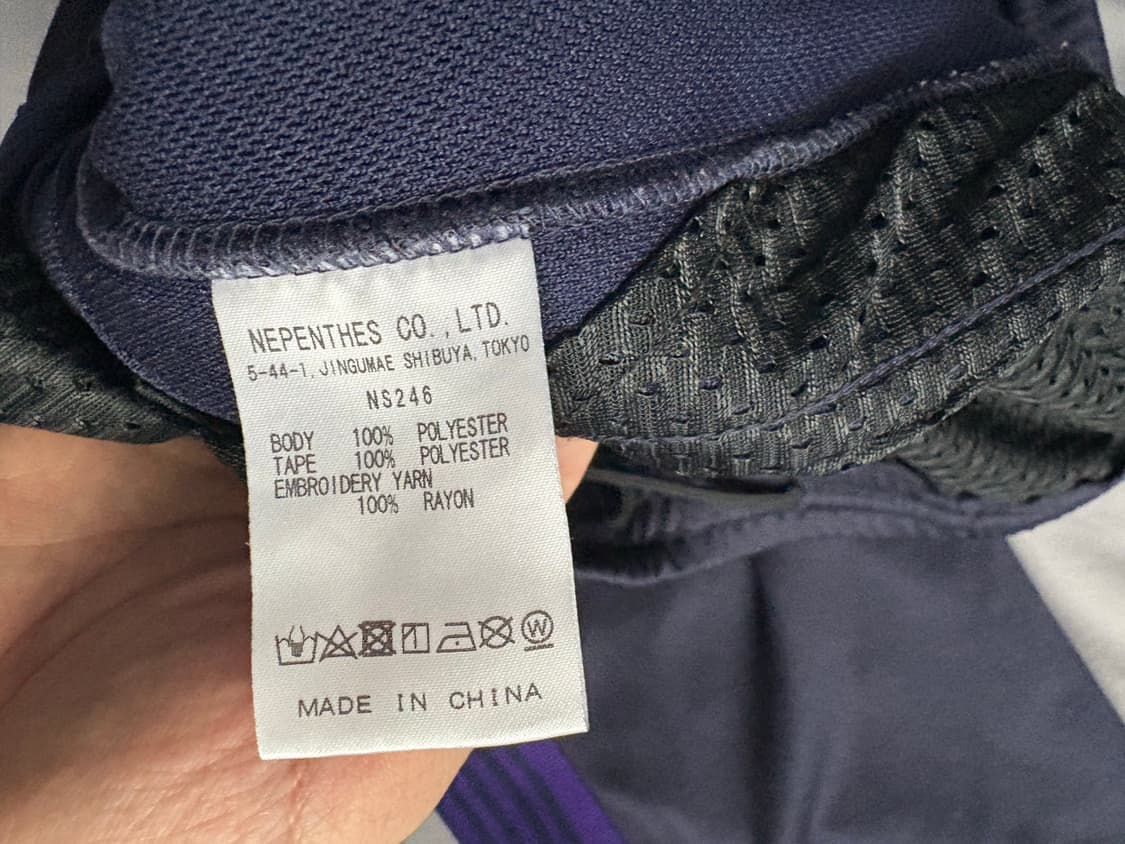 NEPENTHES CO., LTD.
5-44-1, JINGUMAE SHIBUYA, TOKYO
NS246
BODY 100% POLYESTER
TAPE 100% POLYESTER
EMBROIDERY YARN
100% RAYON
W
MADE IN CHINA